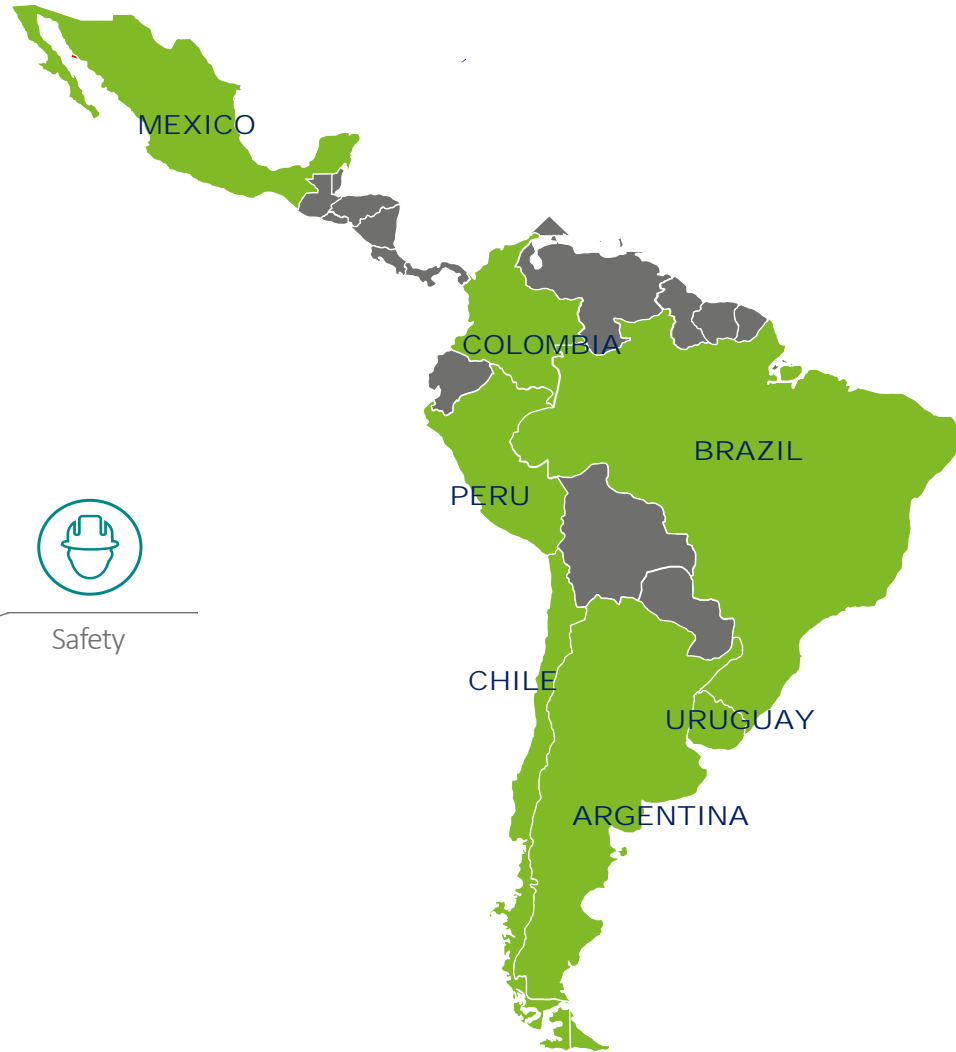 MEXICO
COLOMBIA
BRAZIL
PERU
Safety
CHILE
URUGUAY
ARGENTINA